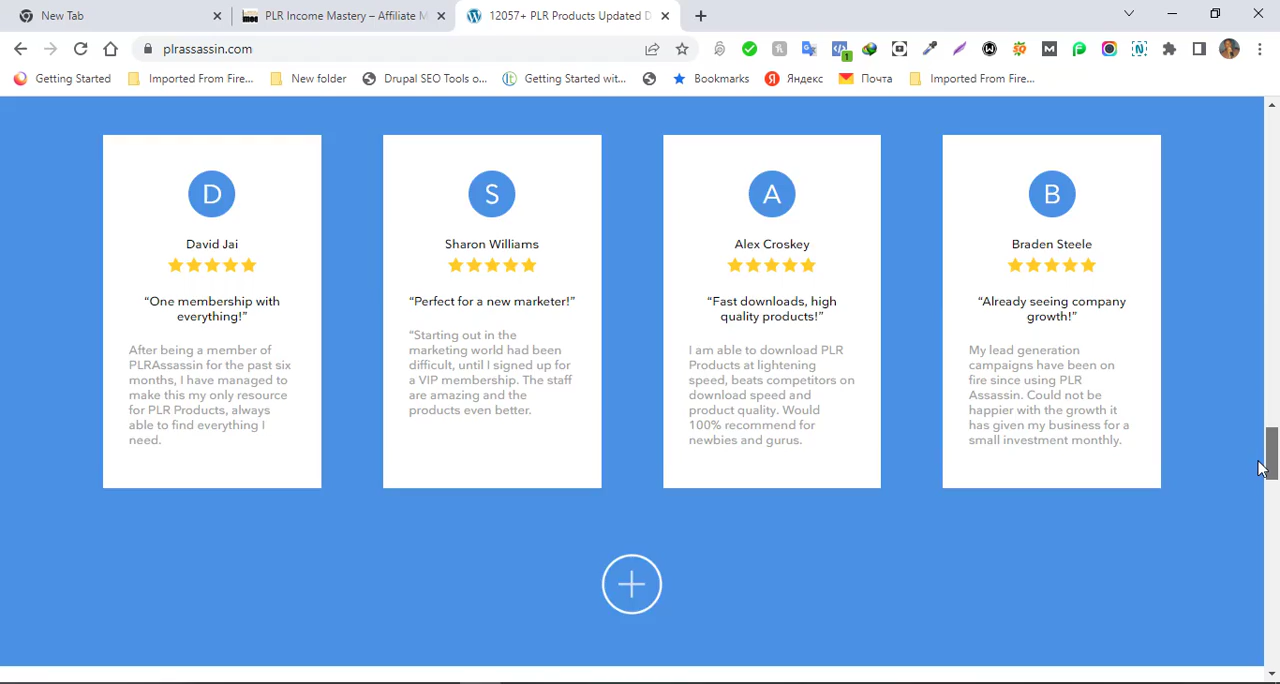 New Tab
PLR Income Mastery – Affiliate M
12057+ PLR Products Updated D
plrassassin.com
1
Getting Started
Imported From Fire...
New folder
Drupal SEO Tools o...
Getting Started wit...
Bookmarks
Яндекс
Почта
Imported From Fire...
D
David Jai
“One membership with
everything!”
After being a member of
PLRAssassin for the past six
months, I have managed to
make this my only resource
for PLR Products, always
able to find everything I
need.
S
Sharon Williams
“Perfect for a new marketer!”
“Starting out in the
marketing world had been
difficult, until I signed up for
a VIP membership. The staff
are amazing and the
products even better.
A
Alex Croskey
“Fast downloads, high
quality products!”
I am able to download PLR
Products at lightening
speed, beats competitors on
download speed and
product quality. Would
100% recommend for
newbies and gurus.
B
Braden Steele
“Already seeing company
growth!”
My lead generation
campaigns have been on
fire since using PLR
Assassin. Could not be
happier with the growth it
has given my business for a
small investment monthly.